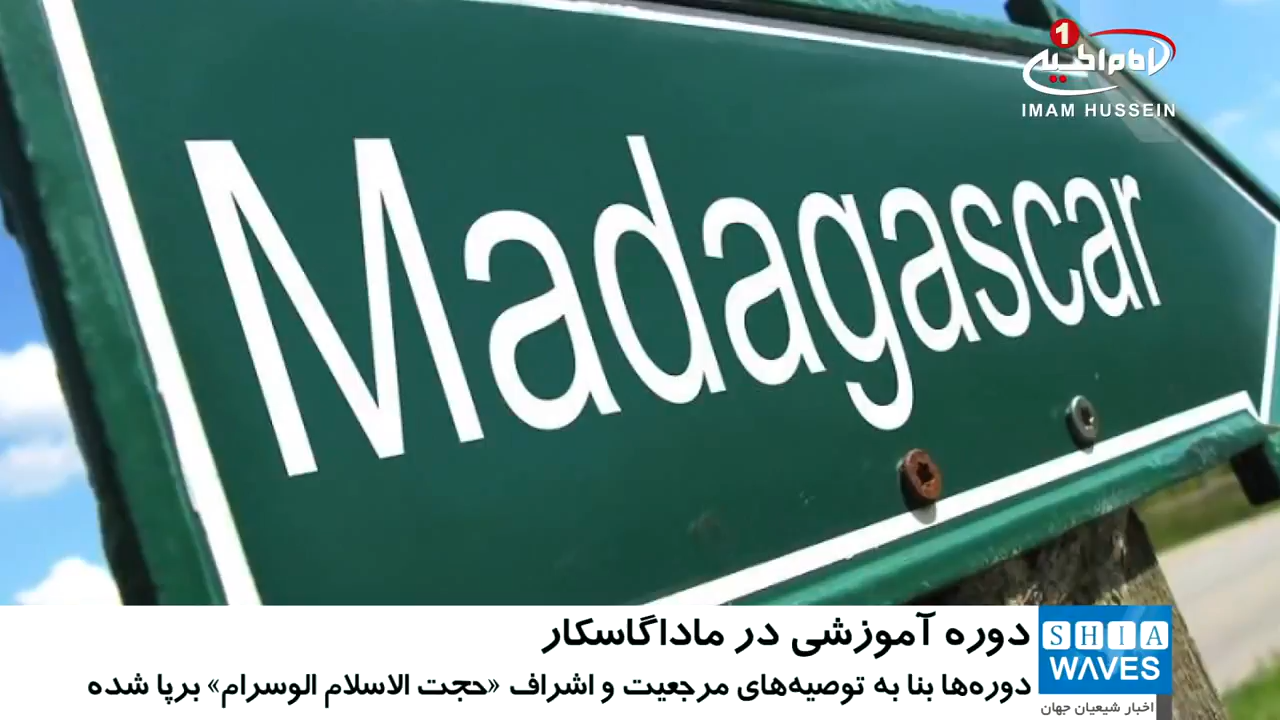 1
امام حسین
IMAM HUSSEIN
Madagascar
دوره آموزشی در ماداگاسکار
دوره‌ها بنا به توصیه‌های مرجعیت و اشراف «حجت الاسلام الوسرام» برپا شده
SHIA
WAVES
اخبار شیعیان جهان